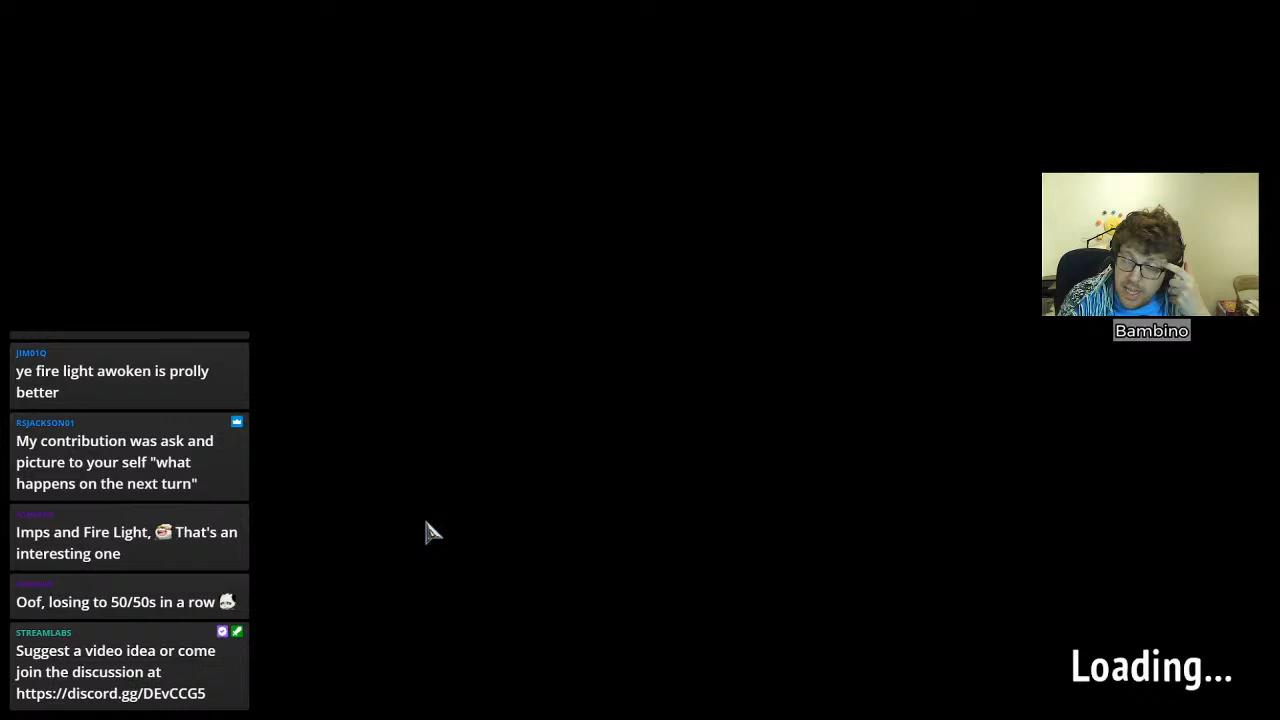 Bambino
JIM01Q
ye fire light awoken is prolly
better
RSJACKSON01
My contribution was ask and
picture to your self "what
happens on the next turn"
Imps and Fire Light, That's an
interesting one
Oof, losing to 50/50s in a row
STREAMLABS
Suggest a video idea or come
join the discussion at
https://discord.gg/DEvCCG5
Loading...